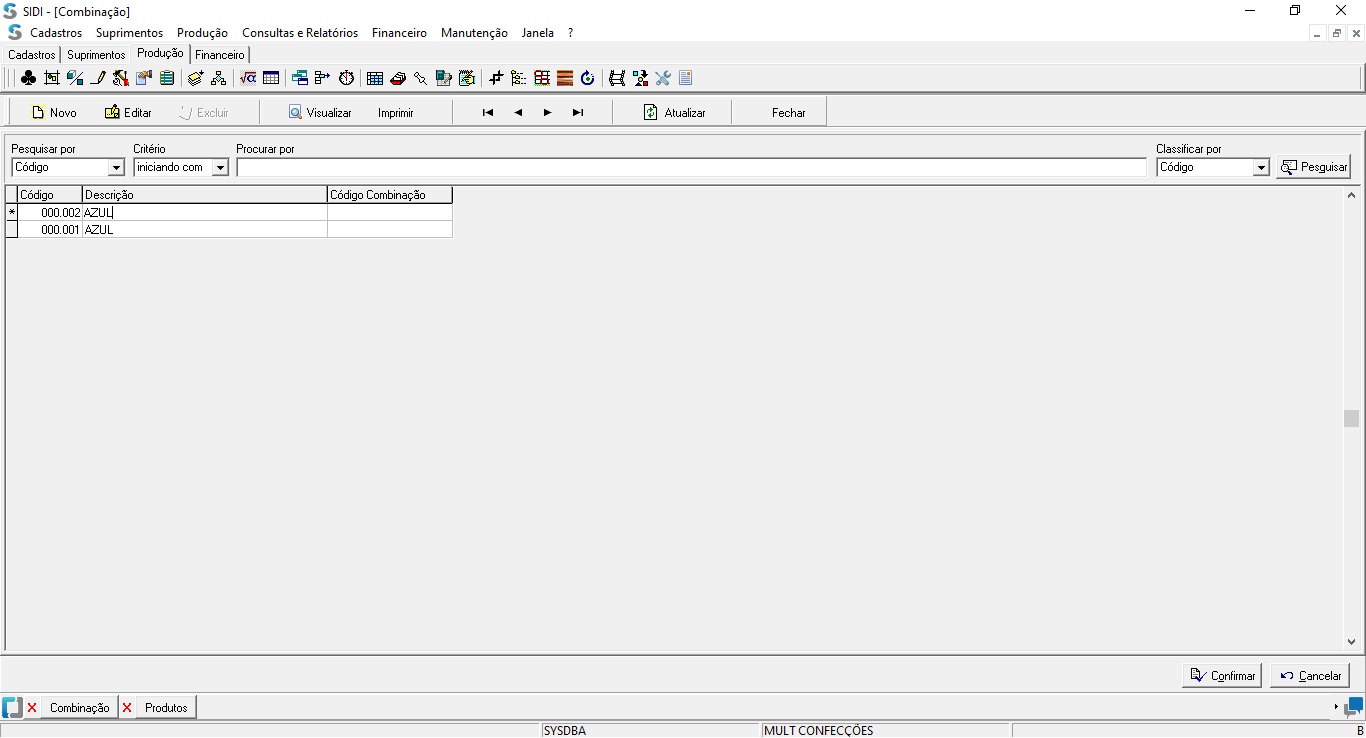 SIDI - [Combinação]
Cadastros Suprimentos Produção Consultas e Relatórios Financeiro Manutenção Janela ?
Cadastros Suprimentos Produção Financeiro
Novo Editar Excluir Visualizar Imprimir Atualizar Fechar
Pesquisar por Critério Procurar por Classificar por
Código iniciando com Código Pesquisar
Código Descrição Código Combinação
* 000.002 AZUL
000.001 AZUL
Confirmar Cancelar
Combinação Produtos
SYSDBA MULT CONFECÇÕES B